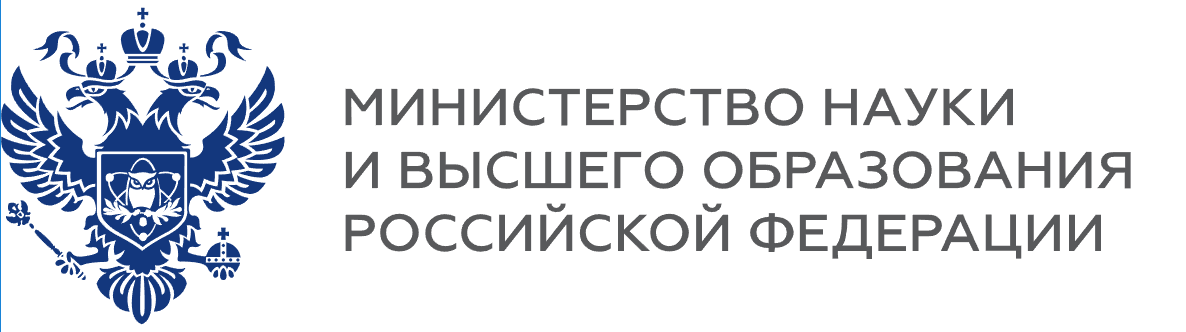 МИНИСТЕРСТВО НАУКИ
И ВЫСШЕГО ОБРАЗОВАНИЯ
РОССИЙСКОЙ ФЕДЕРАЦИИ